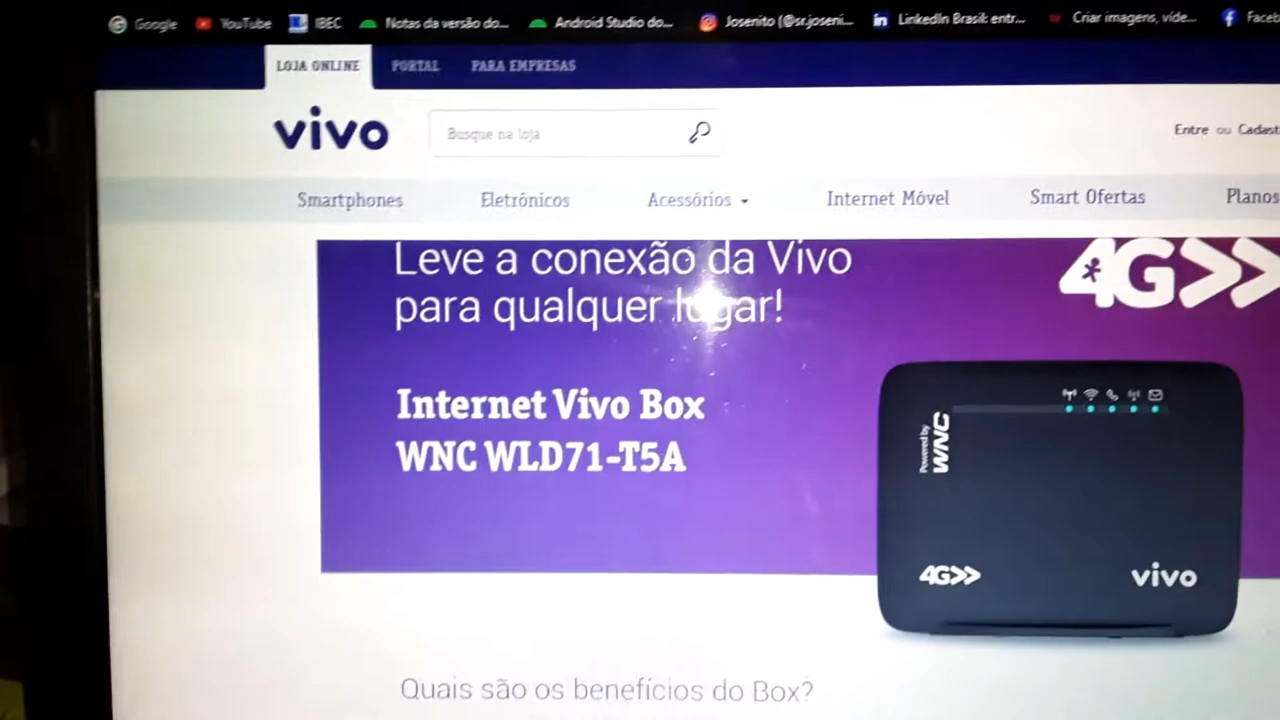 Google YouTube IBEC Notas da versão do... Android Studio do... Josenito (@sr.joseni... LinkedIn Brasil: entr... Criar imagens, víde... Faceb
LOJA ONLINE PORTAL PARA EMPRESAS
vivo Busque na loja Entre ou Cadast
Smartphones Eletrónicos Acessórios Internet Móvel Smart Ofertas Planos
Leve a conexão da Vivo
para qualquer lugar!
4G
Internet Vivo Box
WNC WLD71-T5A
Powered by
WNC
4G vivo
Quais são os benefícios do Box?